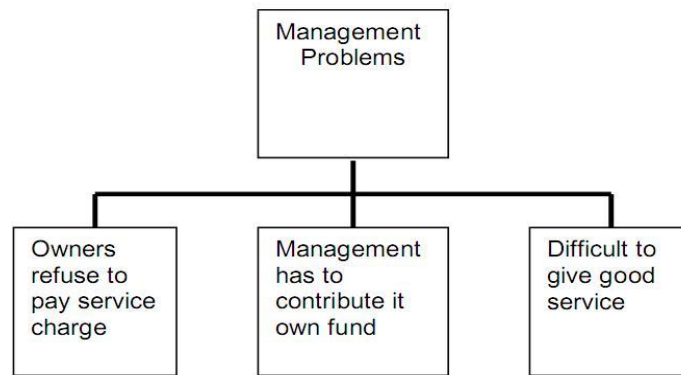 Management
Problems
Owners
refuse to
pay service
charge
Management
has to
contribute it
own fund
Difficult to
give good
service